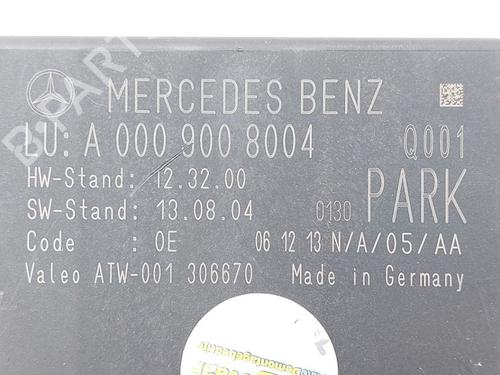 MERCEDES BENZ
LU: A 000 900 8004 Q001
HW-Stand: 12.32.00
SW-Stand: 13.08.04 0130 PARK
Code : 0E 06 12 13 N/A/05/AA
Valeo ATW-001 306670 Made in Germany